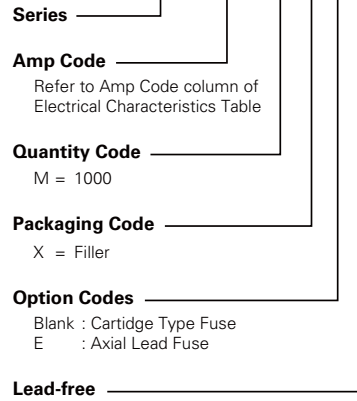 Series
Amp Code
Refer to Amp Code column of
Electrical Characteristics Table
Quantity Code
M = 1000
Packaging Code
X = Filler
Option Codes
Blank : Cartidge Type Fuse
E : Axial Lead Fuse
Lead-free